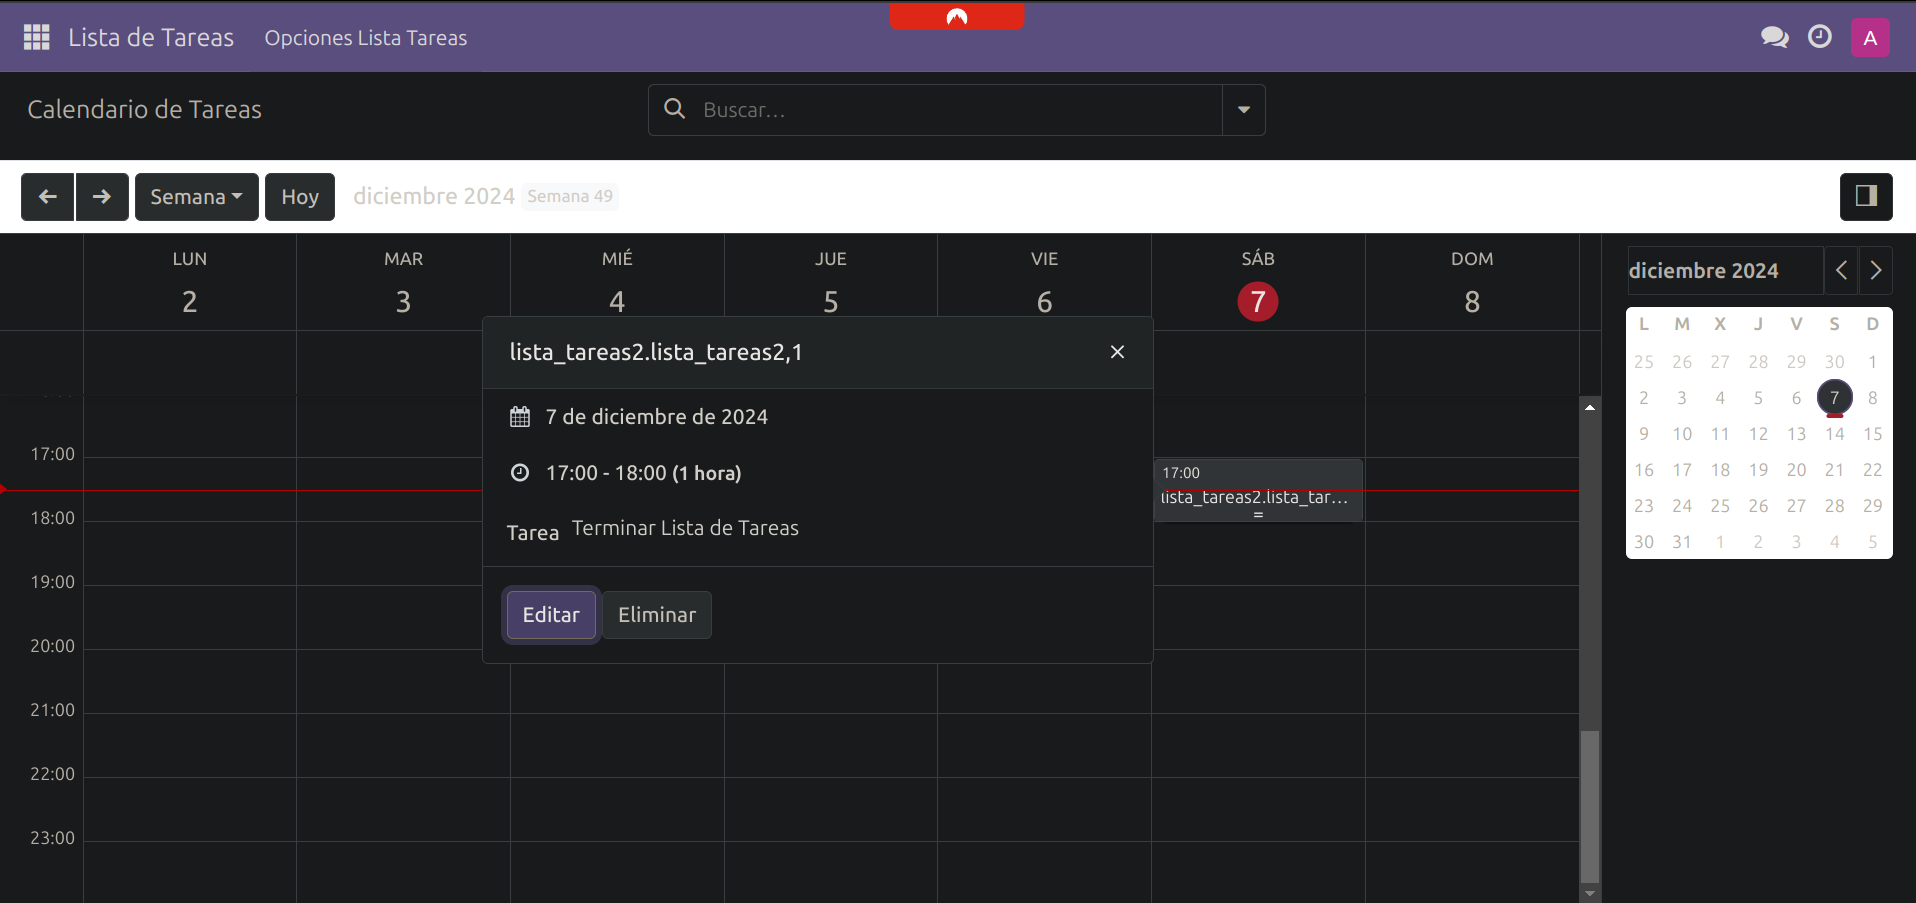 Lista de Tareas Opciones Lista Tareas A
Calendario de Tareas Buscar...
Semana Hoy diciembre 2024 Semana 49
LUN MAR MIÉ JUE VIE SÁB DOM
2 3 4 5 6 7 8
diciembre 2024
L M X J V S D
25 26 27 28 29 30 1
2 3 4 5 6 7 8
9 10 11 12 13 14 15
16 17 18 19 20 21 22
23 24 25 26 27 28 29
30 31 1 2 3 4 5
lista_tareas2.lista_tareas2,1
7 de diciembre de 2024
17:00 - 18:00 (1 hora)
Tarea Terminar Lista de Tareas
Editar Eliminar
17:00
lista_tareas2.lista_tar...
17:00
18:00
19:00
20:00
21:00
22:00
23:00